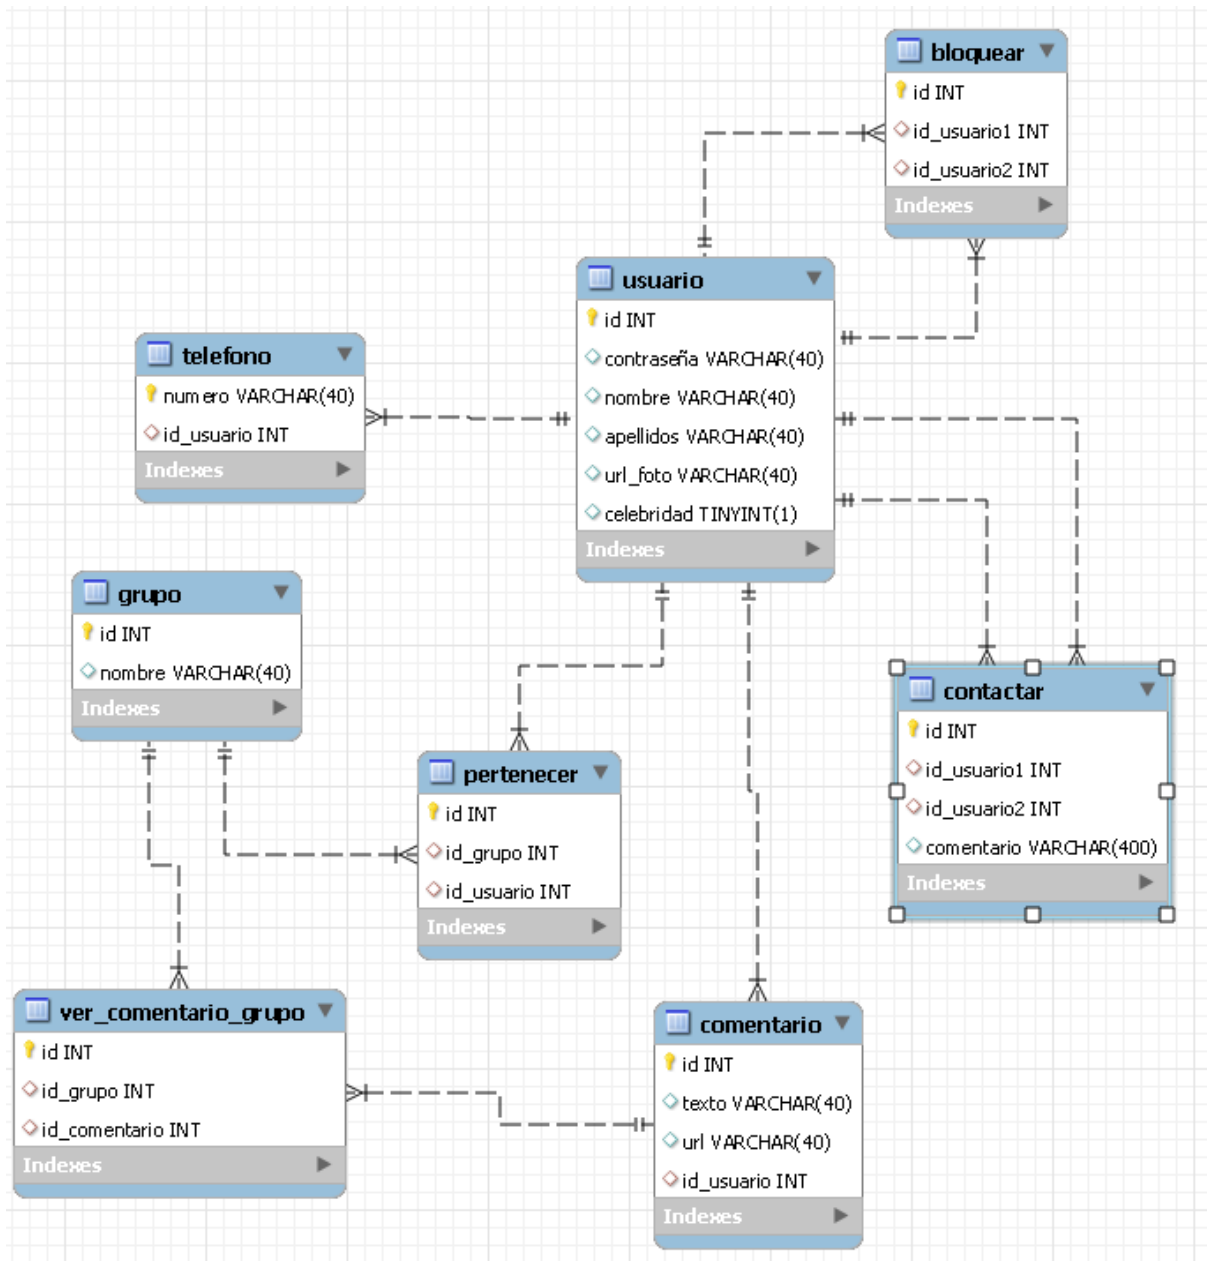 bloquear
id INT
id_usuario1 INT
id_usuario2 INT
Indexes
usuario
id INT
contraseña VARCHAR(40)
nombre VARCHAR(40)
apellidos VARCHAR(40)
url_foto VARCHAR(40)
celebridad TINYINT(1)
Indexes
telefono
numero VARCHAR(40)
id_usuario INT
Indexes
grupo
id INT
nombre VARCHAR(40)
Indexes
contactar
id INT
id_usuario1 INT
id_usuario2 INT
comentario VARCHAR(400)
Indexes
pertenecer
id INT
id_grupo INT
id_usuario INT
Indexes
ver_comentario_grupo
id INT
id_grupo INT
id_comentario INT
Indexes
comentario
id INT
texto VARCHAR(40)
url VARCHAR(40)
id_usuario INT
Indexes